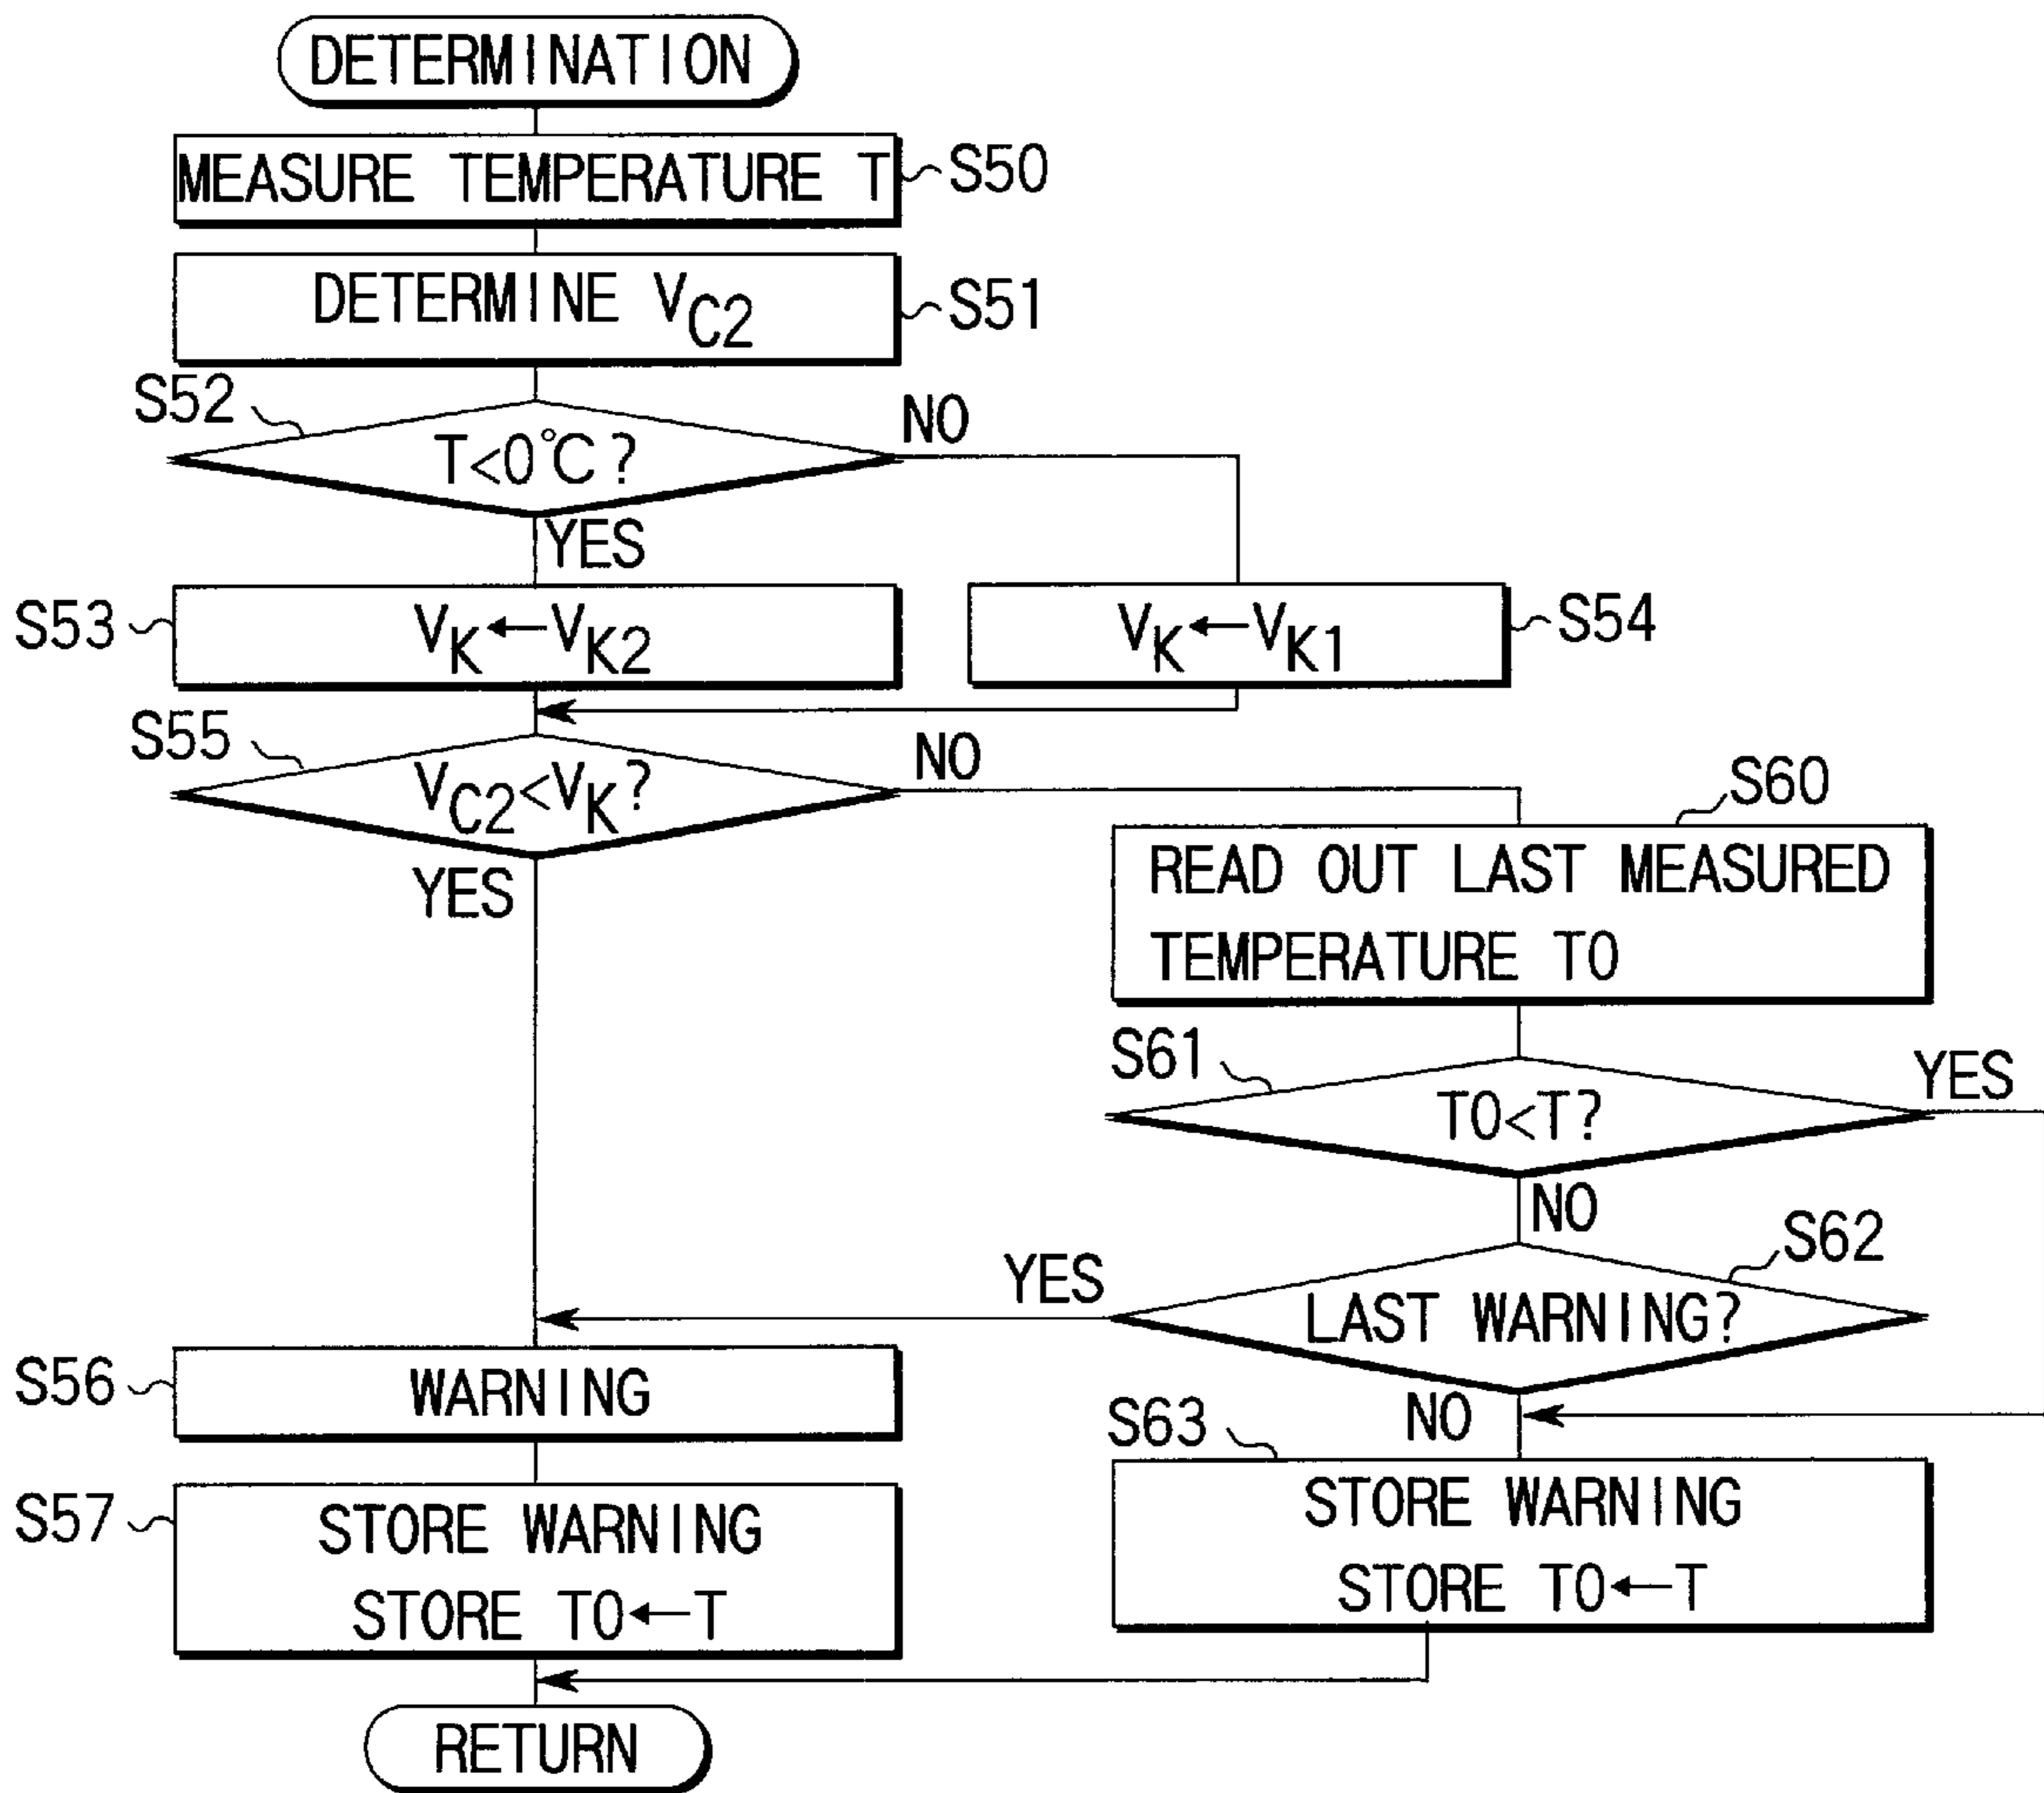 DETERMINATION
MEASURE TEMPERATURE T
S50
DETERMINE VC2
S51
S52
T<0°C?
NO
YES
S53
VK←VK2
VK←VK1
S54
S55
VC2<VK?
NO
YES
S60
READ OUT LAST MEASURED
TEMPERATURE T0
S61
T0<T?
YES
NO
S62
LAST WARNING?
YES
NO
S56
WARNING
S57
STORE WARNING
STORE T0←T
S63
STORE WARNING
STORE T0←T
RETURN